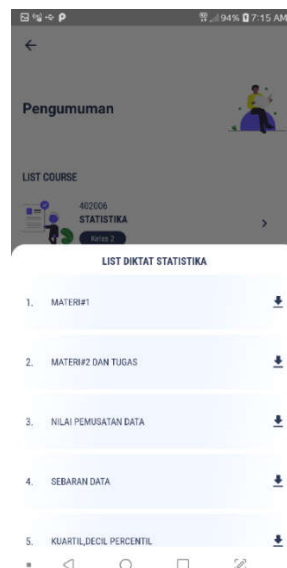 94% 7:15 AM
Pengumuman
LIST COURSE
402006
STATISTIKA
Kelas 2
LIST DIKTAT STATISTIKA
1. MATERI#1
2. MATERI#2 DAN TUGAS
3. NILAI PEMUSATAN DATA
4. SEBARAN DATA
5. KUARTIL,DECIL PERCENTIL